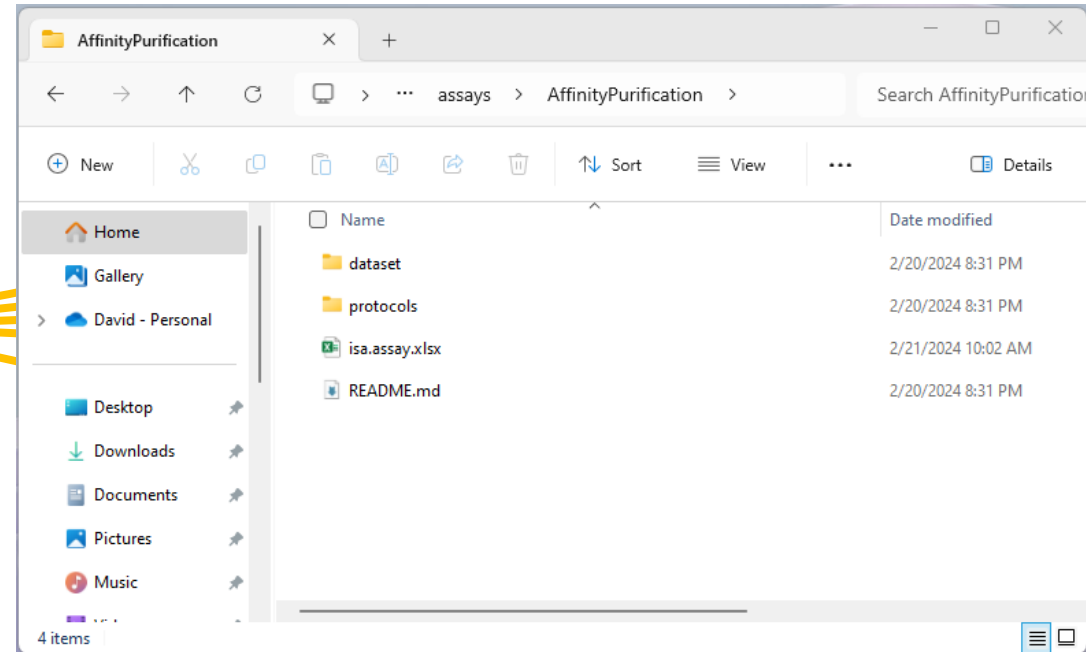 AffinityPurification
assays > AffinityPurification >
Search AffinityPurification
New
Sort
View
Details
Home
Gallery
David - Personal
Desktop
Downloads
Documents
Pictures
Music
Name
Date modified
dataset
2/20/2024 8:31 PM
protocols
2/20/2024 8:31 PM
isa.assay.xlsx
2/21/2024 10:02 AM
README.md
2/20/2024 8:31 PM
4 items